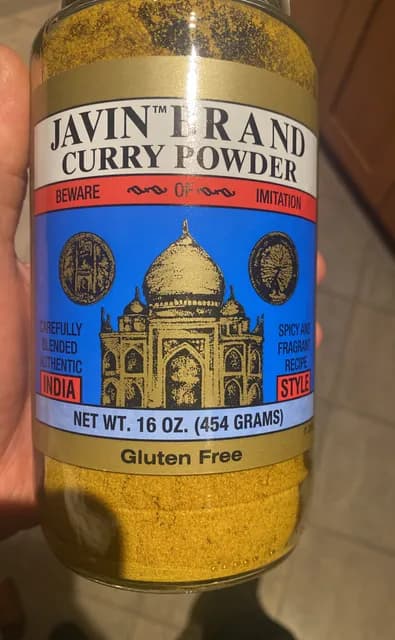 JAVIN™ BRAND
CURRY POWDER
BEWARE OF IMITATION
CAREFULLY
BLENDED
AUTHENTIC
INDIA
SPICY AND
FRAGRANT
RECIPE
STYLE
NET WT. 16 OZ. (454 GRAMS)
Gluten Free